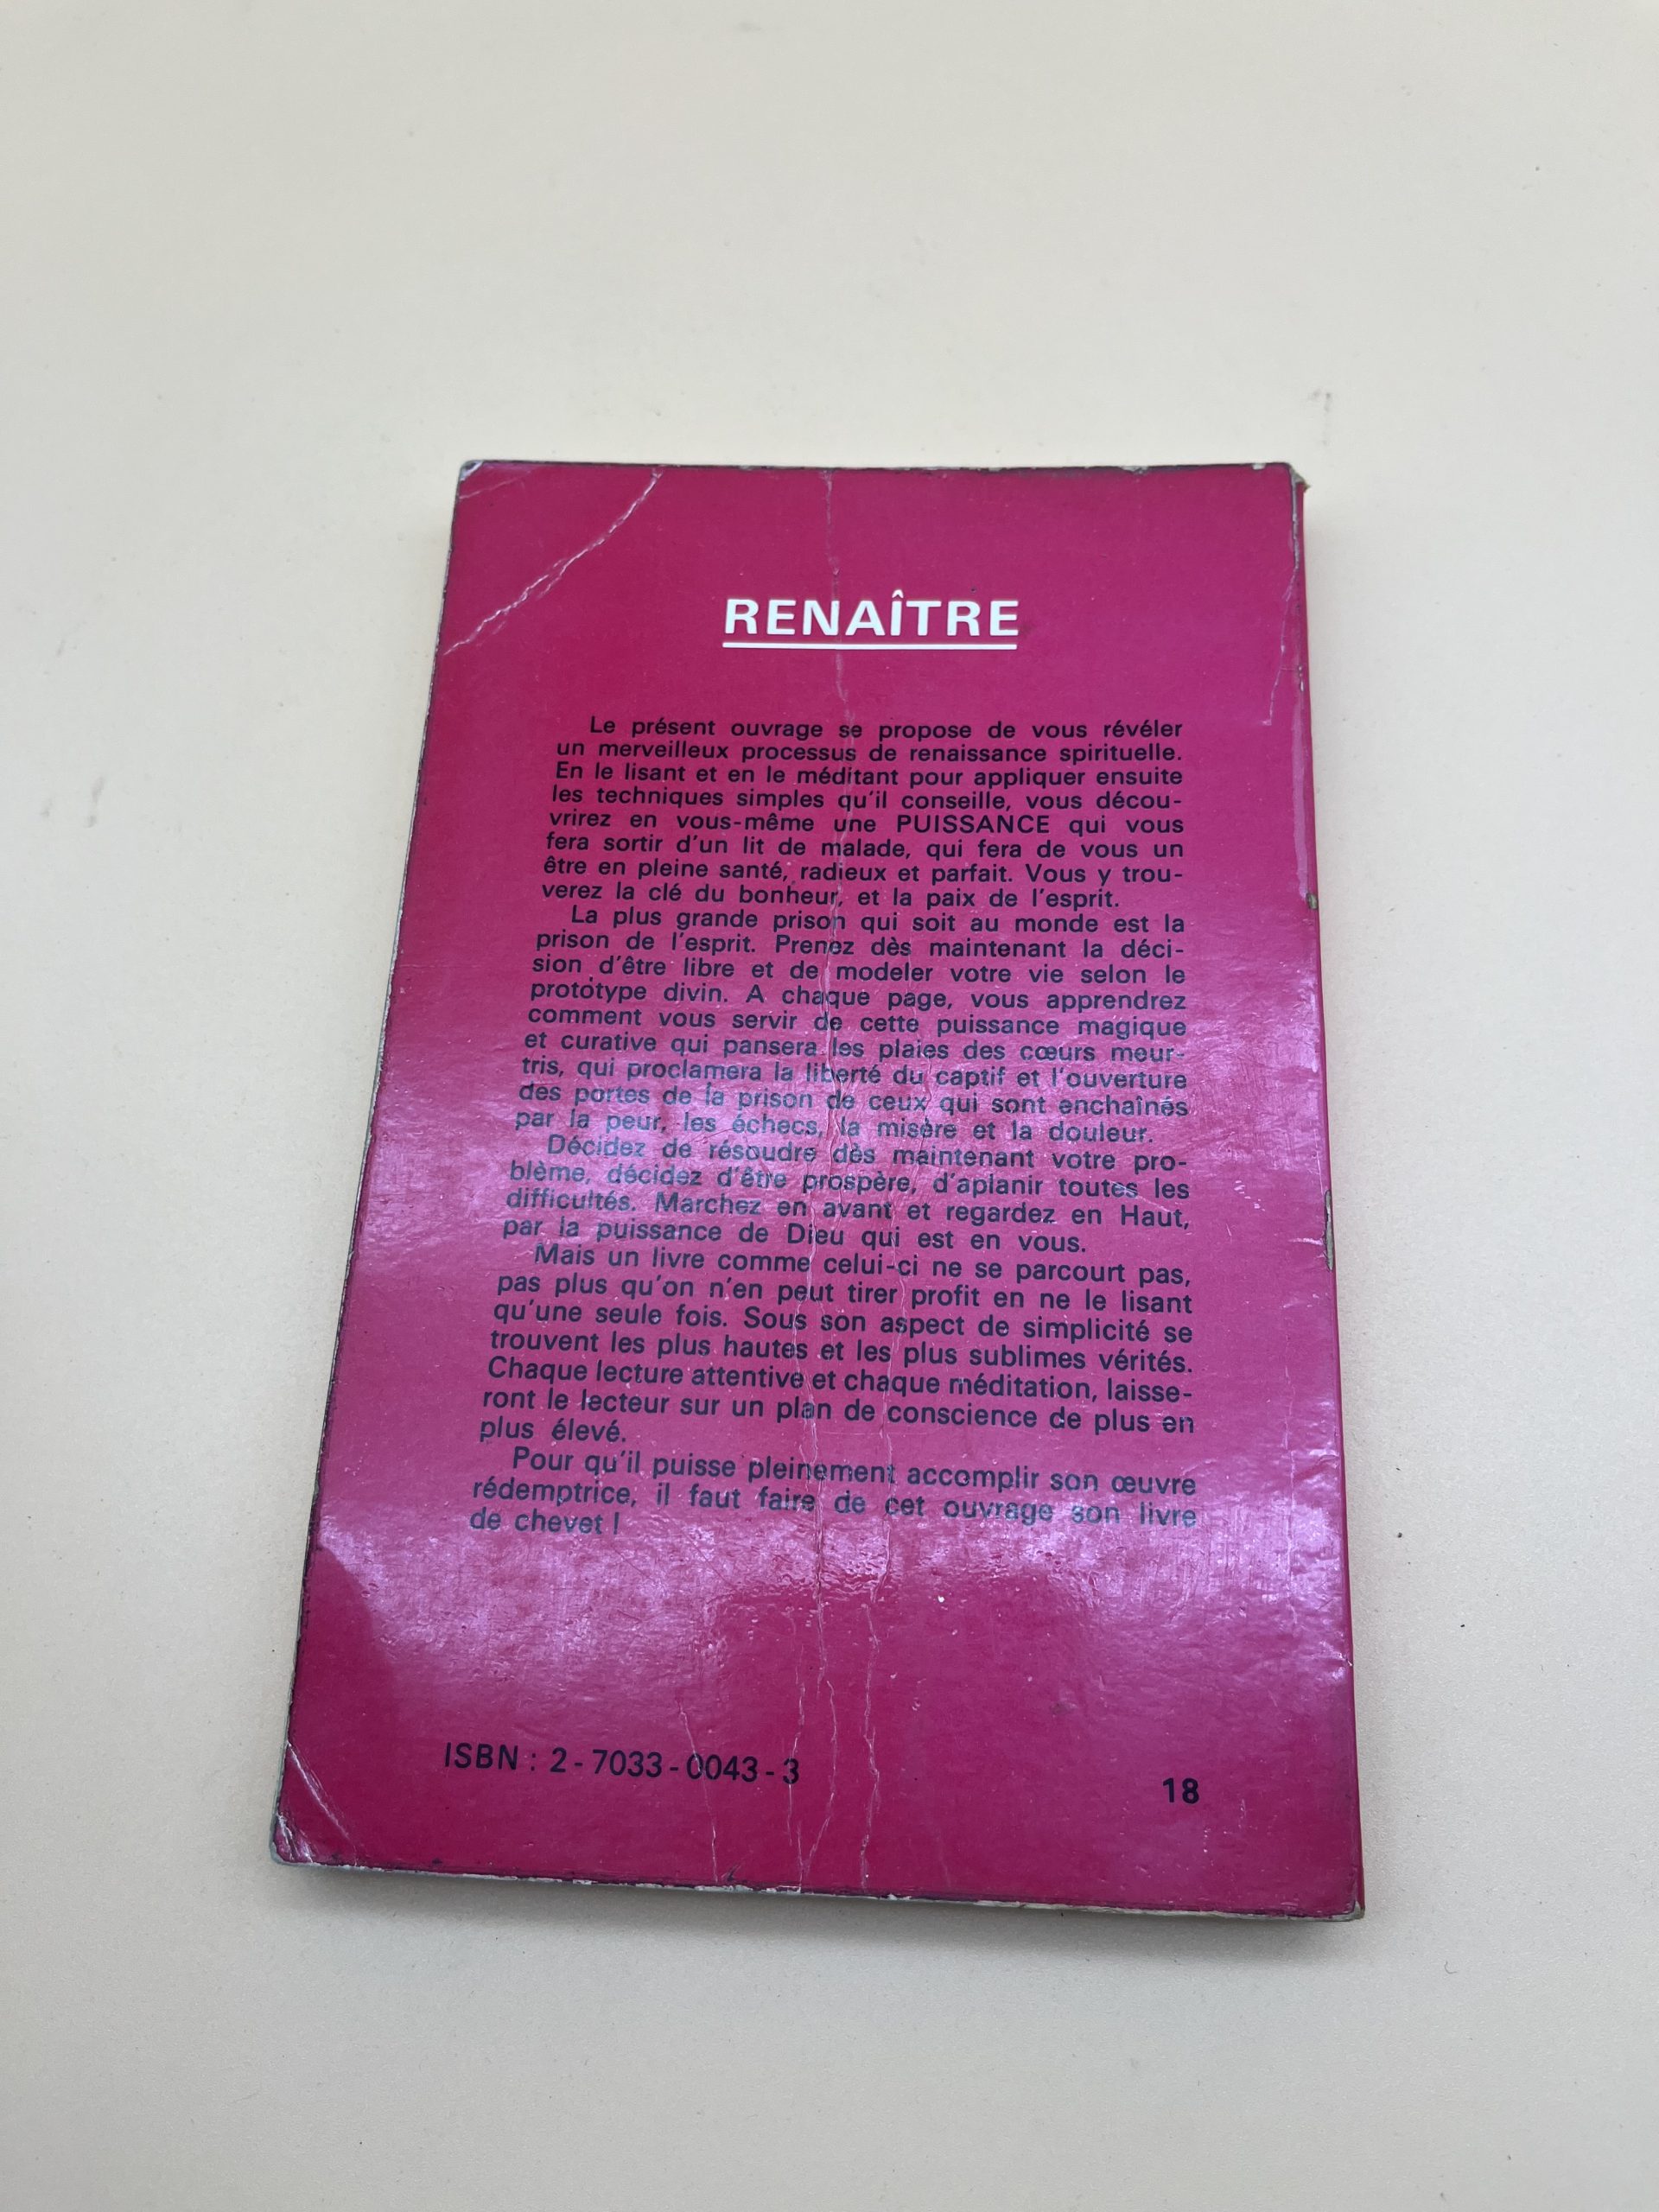 RENAÎTRE
Le présent ouvrage se propose de vous révéler
un merveilleux processus de renaissance spirituelle.
En le lisant et en le méditant pour appliquer ensuite
les techniques simples qu'il conseille, vous décou-
vrirez en vous-même une PUISSANCE qui vous
fera sortir d'un lit de malade, qui fera de vous un
être en pleine santé, radieux et parfait. Vous y trou-
verez la clé du bonheur, et la paix de l'esprit.
La plus grande prison qui soit au monde est la
prison de l'esprit. Prenez dès maintenant la déci-
sion d'être libre et de modeler votre vie selon le
prototype divin. A chaque page, vous apprendrez
comment vous servir de cette puissance magique
et curative qui pansera les plaies des cœurs meur-
tris, qui proclamera la liberté du captif et l'ouverture
des portes de la prison de ceux qui sont enchaînés
par la peur, les échecs, la misère et la douleur.
Décidez de résoudre dès maintenant votre pro-
blème, décidez d'être prospère, d'aplanir toutes les
difficultés. Marchez en avant et regardez en Haut,
par la puissance de Dieu qui est en vous.
Mais un livre comme celui-ci ne se parcourt pas,
pas plus qu'on n'en peut tirer profit en ne le lisant
qu'une seule fois. Sous son aspect de simplicité se
trouvent les plus hautes et les plus sublimes vérités.
Chaque lecture attentive et chaque méditation, laisse-
ront le lecteur sur un plan de conscience de plus en
plus élevé.
Pour qu'il puisse pleinement accomplir son œuvre
rédemptrice, il faut faire de cet ouvrage son livre
de chevet !
ISBN : 2-7033-0043-3
18